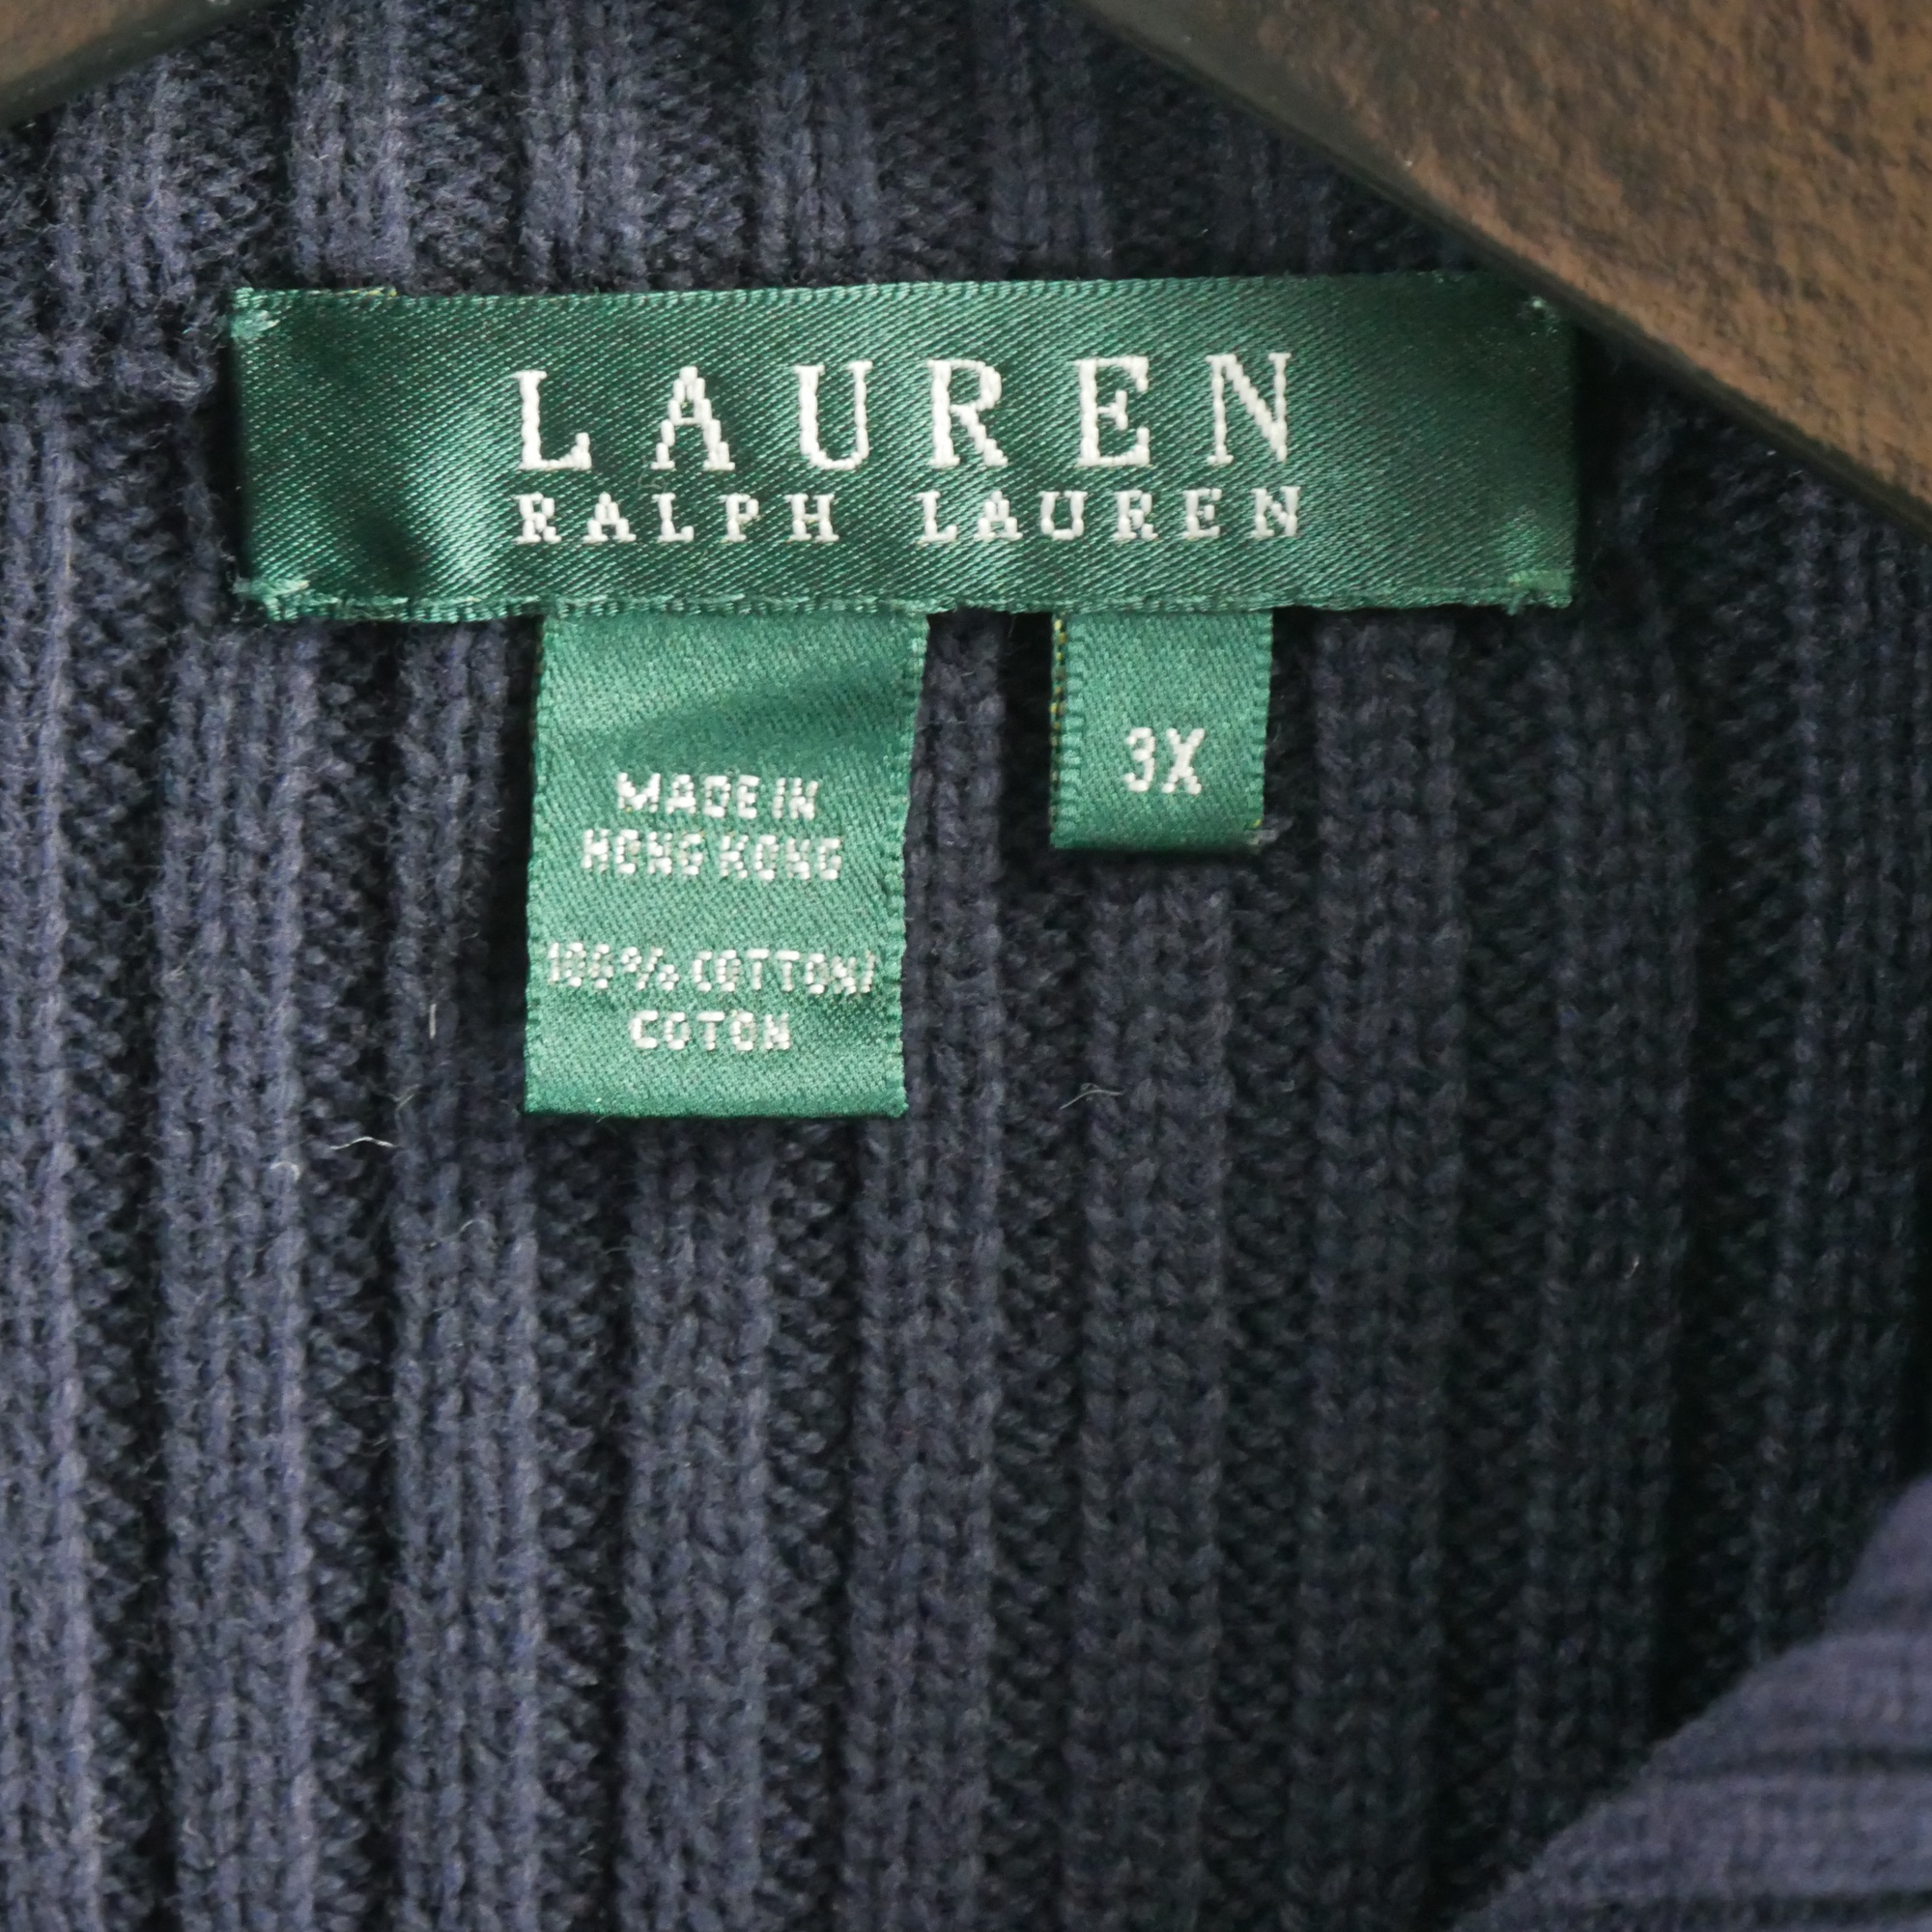 LAUREN
RALPH LAUREN
3X
MADE IN
HONG KONG
100% COTTON/
COTON